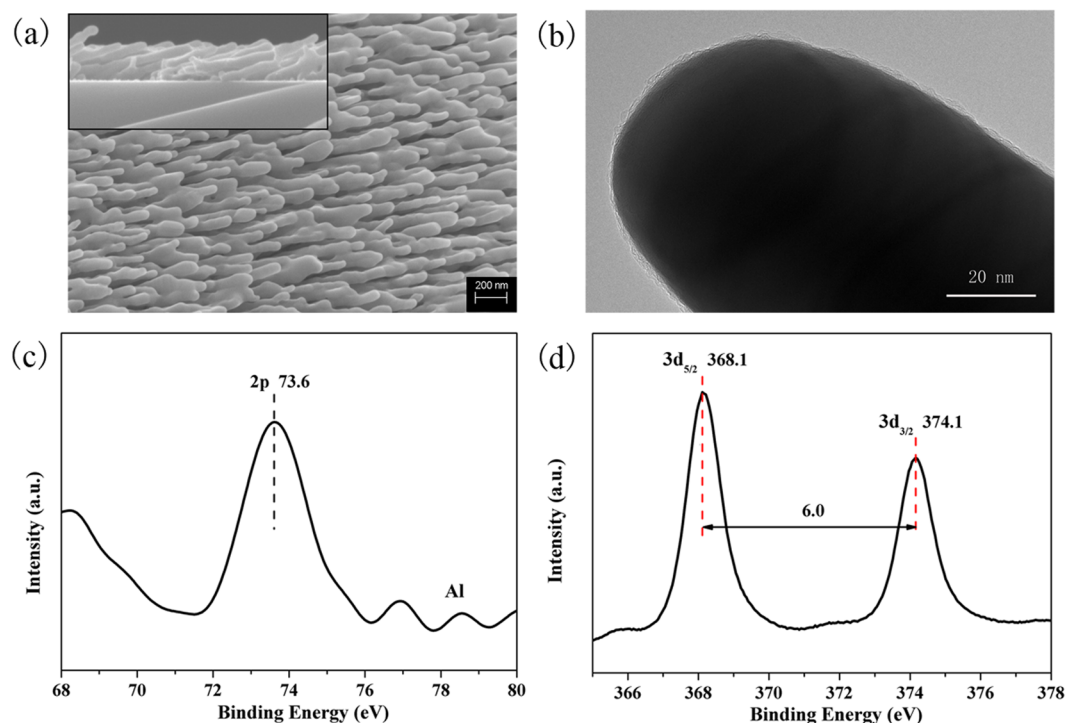 (a)
200 nm
(b)
20 nm
(c)
2p 73.6
Al
Intensity (a.u.)
68 70 72 74 76 78 80
Binding Energy (eV)
(d)
3d5/2 368.1
3d3/2 374.1
6.0
Intensity (a.u.)
366 368 370 372 374 376 378
Binding Energy (eV)